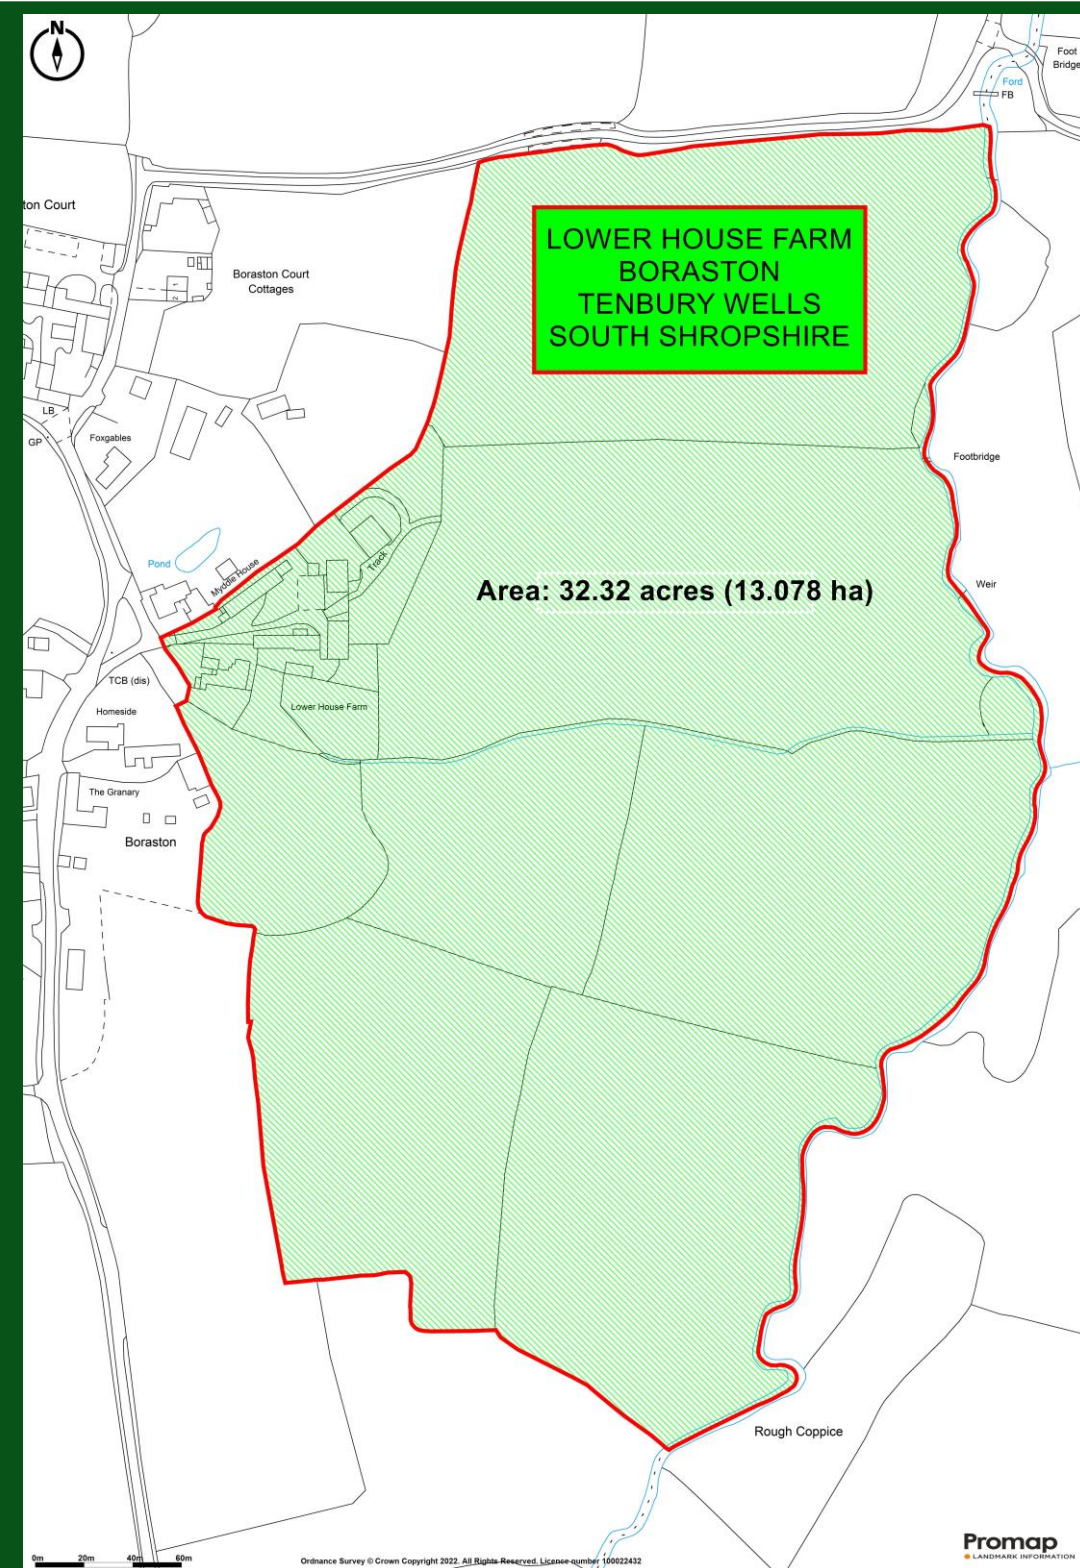 N
Foot
Bridge
Ford
FB
ton Court
Boraston Court
Cottages
1
2
LOWER HOUSE FARM
BORASTON
TENBURY WELLS
SOUTH SHROPSHIRE
LB
GP
Foxgables
Footbridge
Pond
Myddle House
Track
Area: 32.32 acres (13.078 ha)
Weir
TCB (dis)
Lower House Farm
Homeside
The Granary
Boraston
Rough Coppice
0m 20m 40m 60m
Ordnance Survey © Crown Copyright 2022. All Rights Reserved. Licence number 100022432
Promap
LANDMARK INFORMATION